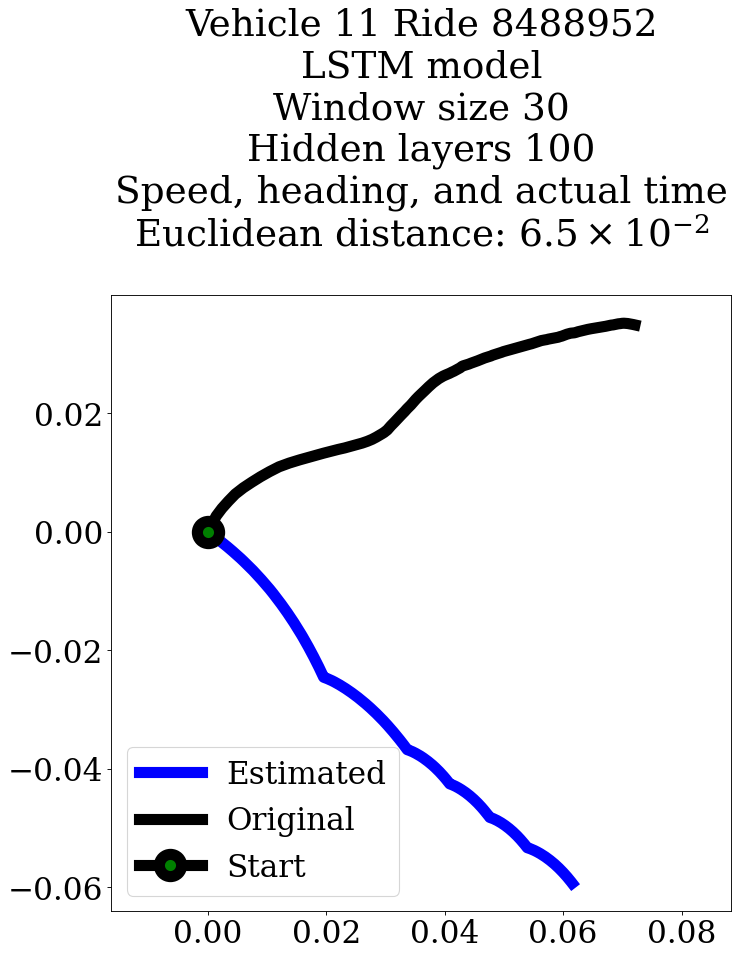 Vehicle 11 Ride 8488952
LSTM model
Window size 30
Hidden layers 100
Speed, heading, and actual time
Euclidean distance: 6.5 × 10⁻²
0.02
0.00
−0.02
−0.04
−0.06
Estimated
Original
Start
0.00 0.02 0.04 0.06 0.08